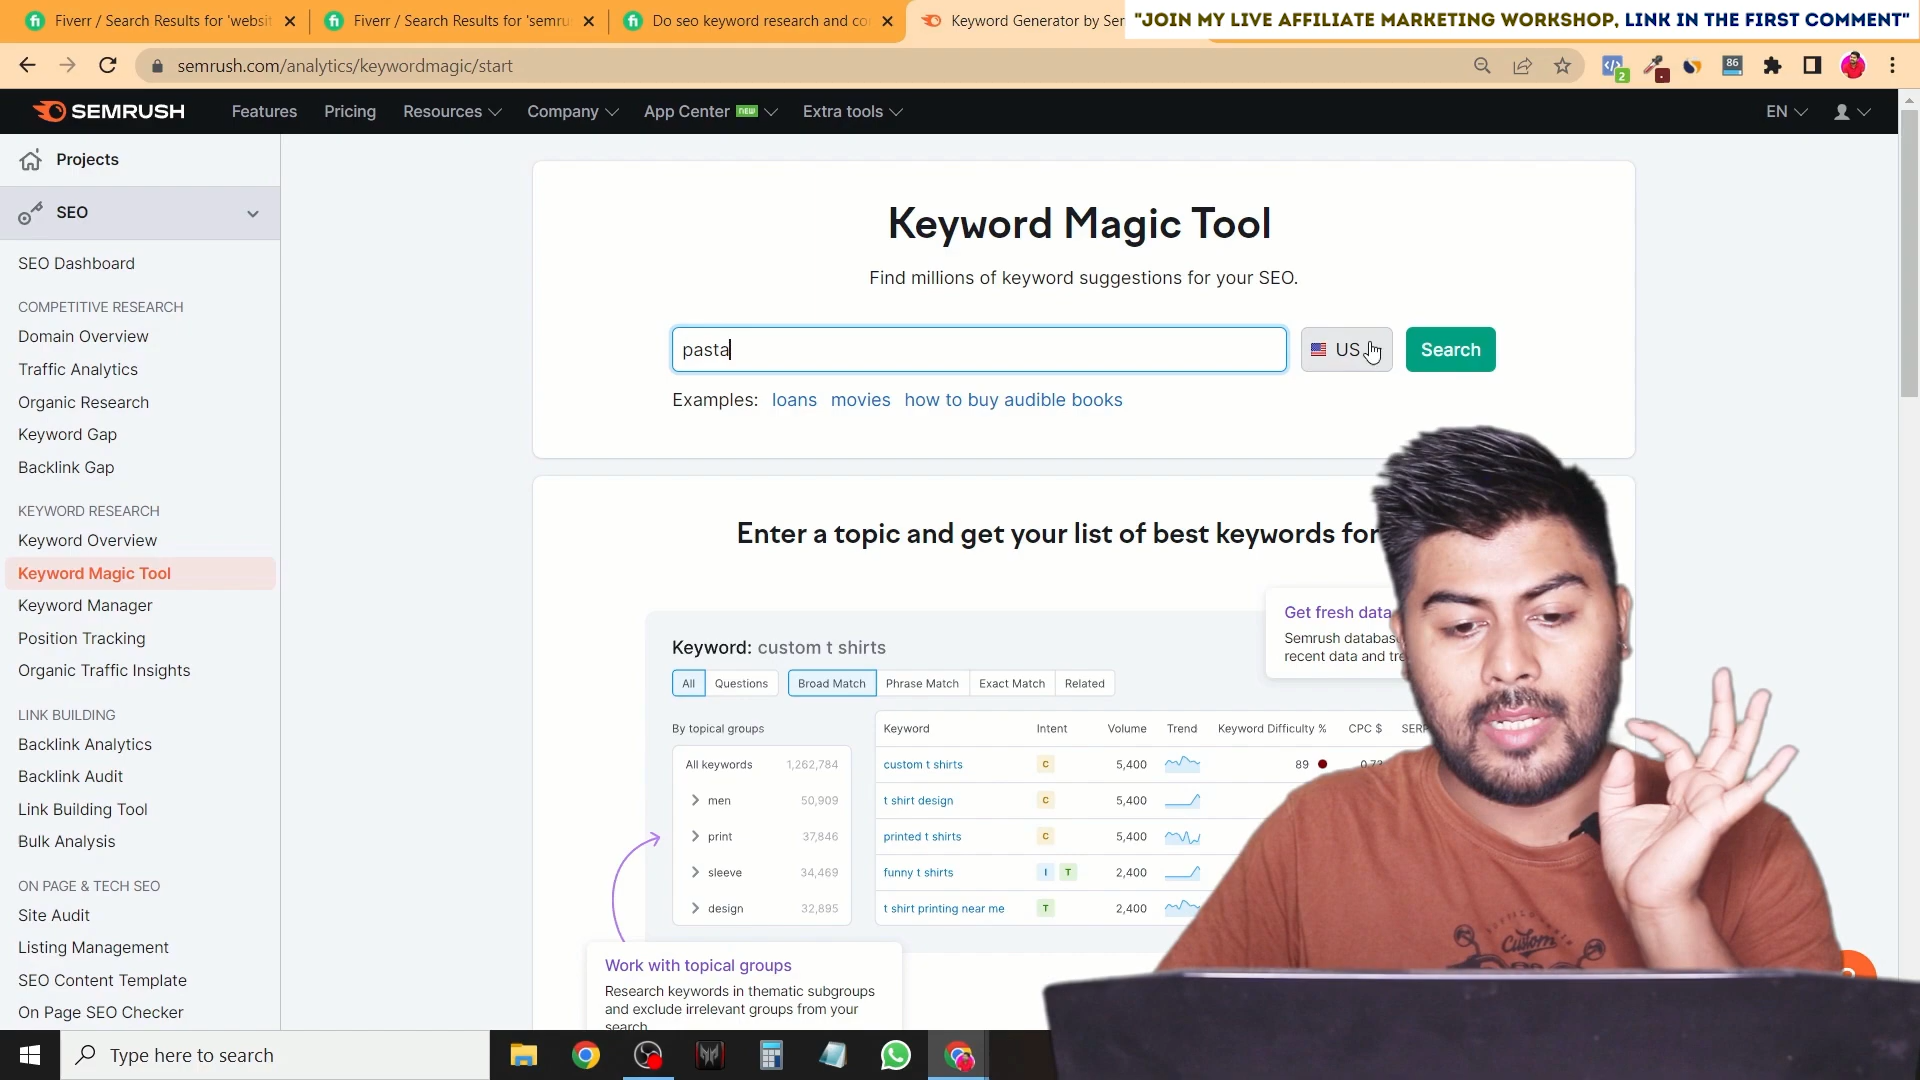 Fiverr / Search Results for 'websi
Fiverr / Search Results for 'semru
Do seo keyword research and co
Keyword Generator by Ser
"JOIN MY LIVE AFFILIATE MARKETING WORKSHOP, LINK IN THE FIRST COMMENT"
semrush.com/analytics/keywordmagic/start
2
86
SEMRUSH
Features
Pricing
Resources
Company
App Center NEW
Extra tools
EN
Projects
SEO
SEO Dashboard
COMPETITIVE RESEARCH
Domain Overview
Traffic Analytics
Organic Research
Keyword Gap
Backlink Gap
KEYWORD RESEARCH
Keyword Overview
Keyword Magic Tool
Keyword Manager
Position Tracking
Organic Traffic Insights
LINK BUILDING
Backlink Analytics
Backlink Audit
Link Building Tool
Bulk Analysis
ON PAGE & TECH SEO
Site Audit
Listing Management
SEO Content Template
On Page SEO Checker
Keyword Magic Tool
Find millions of keyword suggestions for your SEO.
pasta
US
Search
Examples: loans movies how to buy audible books
Enter a topic and get your list of best keywords for
Get fresh data
Semrush databas
recent data and tre
Keyword: custom t shirts
All
Questions
Broad Match
Phrase Match
Exact Match
Related
By topical groups
All keywords 1,262,784
men 50,909
print 37,846
sleeve 34,469
design 32,895
Keyword Intent Volume Trend Keyword Difficulty % CPC $ SERP
custom t shirts C 5,400 89 0.73
t shirt design C 5,400
printed t shirts C 5,400
funny t shirts I T 2,400
t shirt printing near me T 2,400
Work with topical groups
Research keywords in thematic subgroups
and exclude irrelevant groups from your
search
Custom
Type here to search